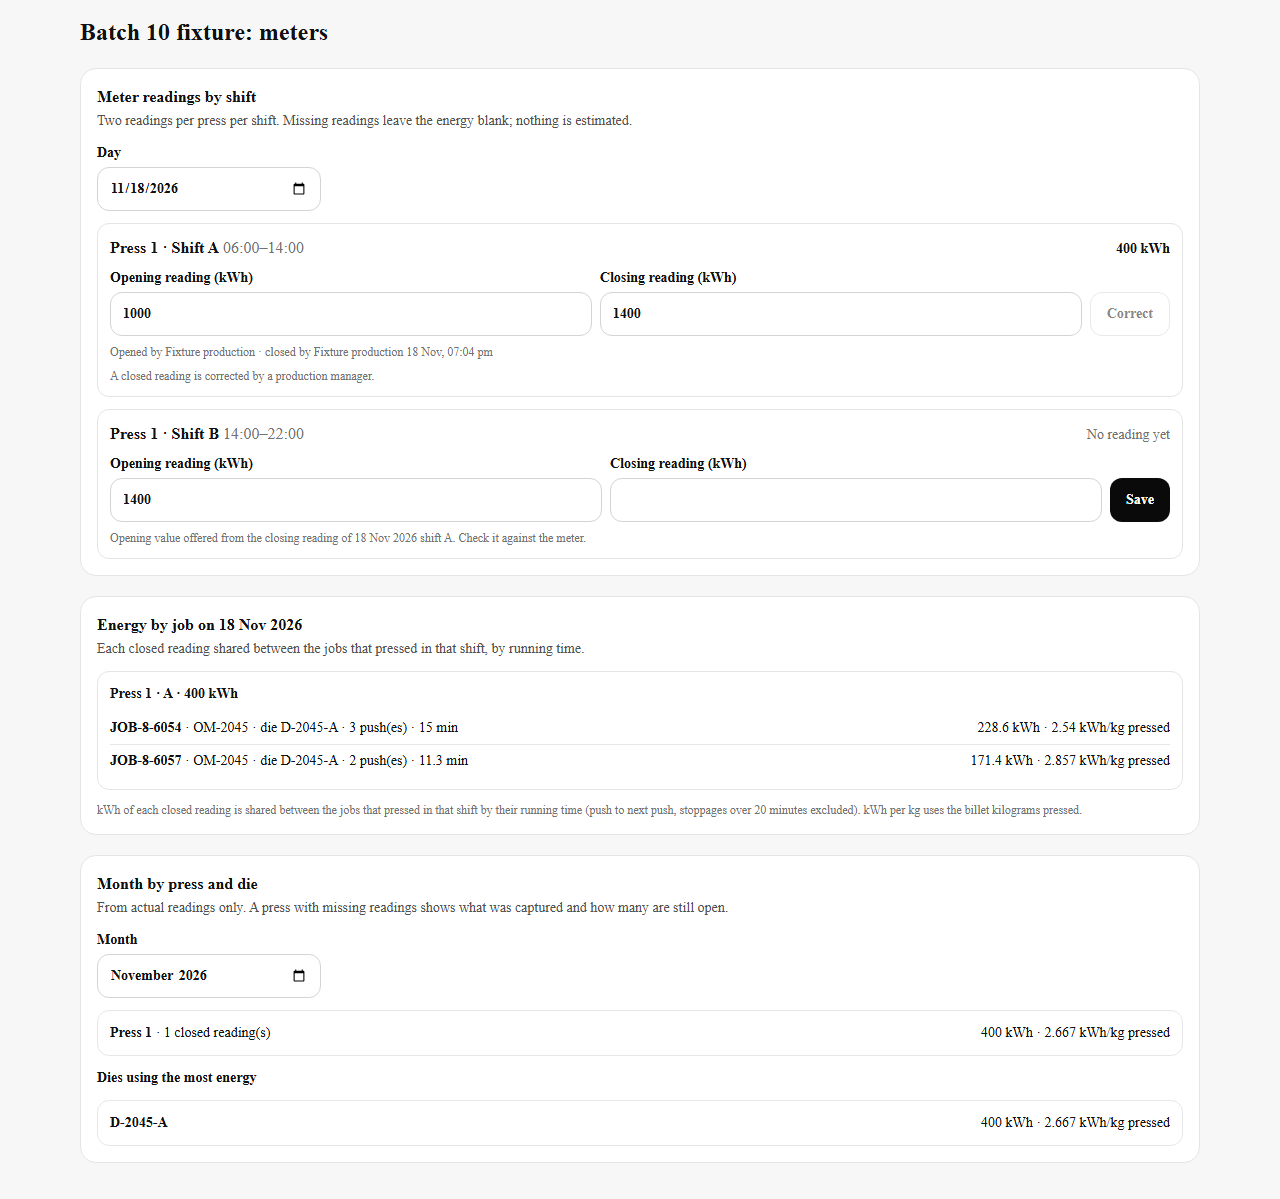 Batch 10 fixture: meters
Meter readings by shift
Two readings per press per shift. Missing readings leave the energy blank; nothing is estimated.
Day
11/18/2026
Press 1 · Shift A 06:00–14:00 400 kWh
Opening reading (kWh) Closing reading (kWh)
1000 1400 Correct
Opened by Fixture production · closed by Fixture production 18 Nov, 07:04 pm
A closed reading is corrected by a production manager.
Press 1 · Shift B 14:00–22:00 No reading yet
Opening reading (kWh) Closing reading (kWh)
1400 Save
Opening value offered from the closing reading of 18 Nov 2026 shift A. Check it against the meter.
Energy by job on 18 Nov 2026
Each closed reading shared between the jobs that pressed in that shift, by running time.
Press 1 · A · 400 kWh
JOB-8-6054 · OM-2045 · die D-2045-A · 3 push(es) · 15 min 228.6 kWh · 2.54 kWh/kg pressed
JOB-8-6057 · OM-2045 · die D-2045-A · 2 push(es) · 11.3 min 171.4 kWh · 2.857 kWh/kg pressed
kWh of each closed reading is shared between the jobs that pressed in that shift by their running time (push to next push, stoppages over 20 minutes excluded). kWh per kg uses the billet kilograms pressed.
Month by press and die
From actual readings only. A press with missing readings shows what was captured and how many are still open.
Month
November 2026
Press 1 · 1 closed reading(s) 400 kWh · 2.667 kWh/kg pressed
Dies using the most energy
D-2045-A 400 kWh · 2.667 kWh/kg pressed